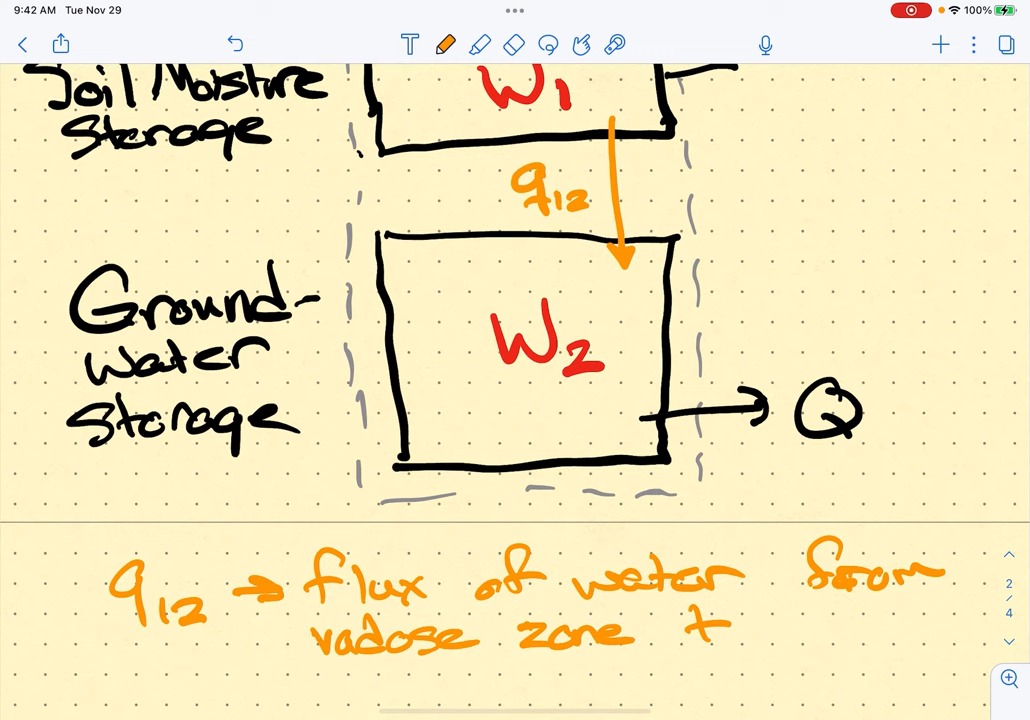 9:42 AM Tue Nov 29
100%
Soil Moisture
Storage
W1
q12
Ground-
water
Storage
W2
Q
q12 → flux of water from
vadose zone t
2
/
4